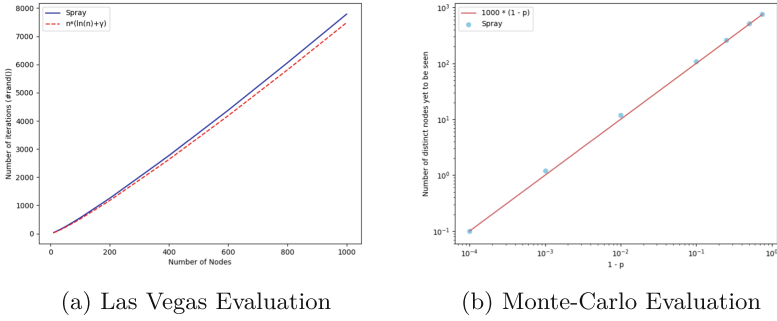 Spray
n*(ln(n)+γ)
Number of iterations (#rand())
8000
7000
6000
5000
4000
3000
2000
1000
0
0 200 400 600 800 1000
Number of Nodes
(a) Las Vegas Evaluation
1000 * (1 - p)
Spray
Number of distinct nodes yet to be seen
10³
10²
10¹
10⁰
10⁻¹
10⁻⁴ 10⁻³ 10⁻² 10⁻¹ 10⁰
1 - p
(b) Monte-Carlo Evaluation